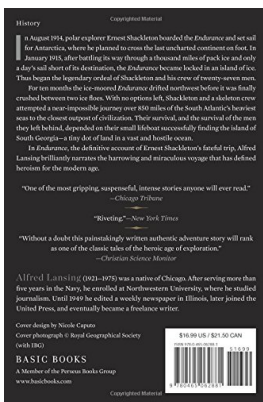 Copyrighted Material
History
In August 1914, polar explorer Ernest Shackleton boarded the Endurance and set sail
for Antarctica, where he planned to cross the last uncharted continent on foot. In
January 1915, after battling its way through a thousand miles of pack ice and only
a day's sail short of its destination, the Endurance became locked in an island of ice.
Thus began the legendary ordeal of Shackleton and his crew of twenty-seven men.
For ten months the ice-moored Endurance drifted northwest before it was finally
crushed between two ice floes. With no options left, Shackleton and a skeleton crew
attempted a near-impossible journey over 850 miles of the South Atlantic's heaviest
seas to the closest outpost of civilization. Their survival, and the survival of the men
they left behind, depended on their small lifeboat successfully finding the island of
South Georgia—a tiny dot of land in a vast and hostile ocean.
In Endurance, the definitive account of Ernest Shackleton's fateful trip, Alfred
Lansing brilliantly narrates the harrowing and miraculous voyage that has defined
heroism for the modern age.
"One of the most gripping, suspenseful, intense stories anyone will ever read."
—Chicago Tribune
"Riveting."—New York Times
"Without a doubt this painstakingly written authentic adventure story will rank
as one of the classic tales of the heroic age of exploration."
—Christian Science Monitor
Alfred Lansing (1921–1975) was a native of Chicago. After serving more than
five years in the Navy, he enrolled at Northwestern University, where he studied
journalism. Until 1949 he edited a weekly newspaper in Illinois, later joined the
United Press, and eventually became a freelance writer.
Cover design by Nicole Caputo
Cover photograph © Royal Geographical Society
(with IBG)
BASIC BOOKS
A Member of the Perseus Books Group
www.basicbooks.com
$16.99 US / $21.50 CAN
51699
9780465062881
Copyrighted Material